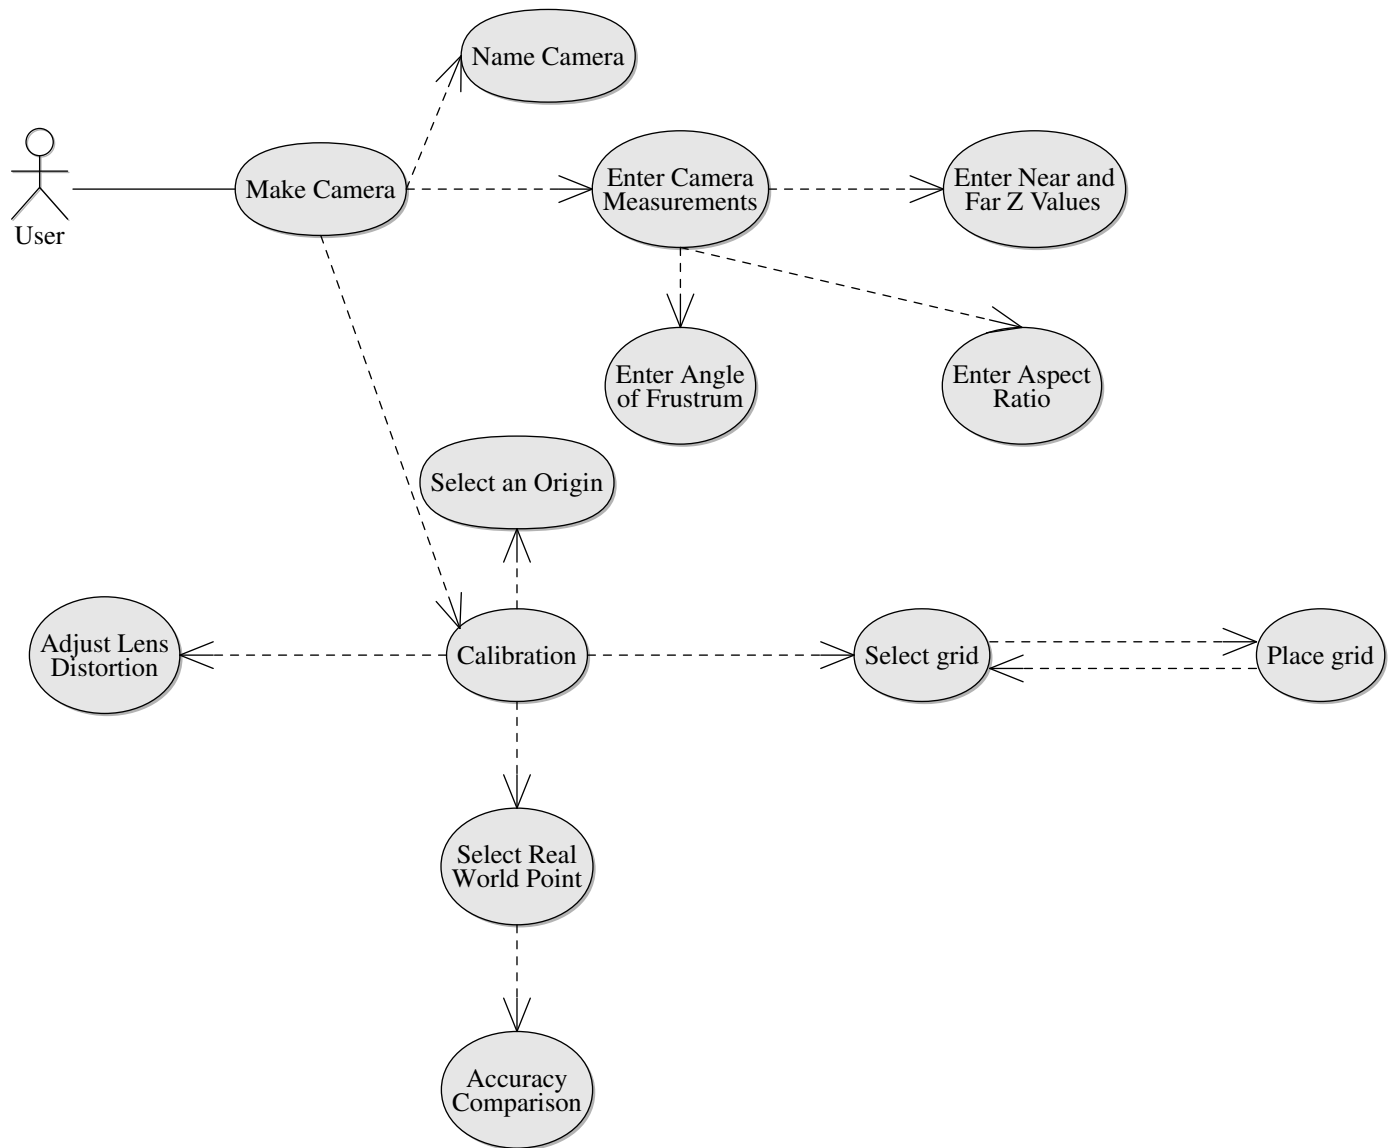 Name Camera
User
Make Camera
Enter Camera
Measurements
Enter Near and
Far Z Values
Enter Angle
of Frustrum
Enter Aspect
Ratio
Select an Origin
Adjust Lens
Distortion
Calibration
Select grid
Place grid
Select Real
World Point
Accuracy
Comparison